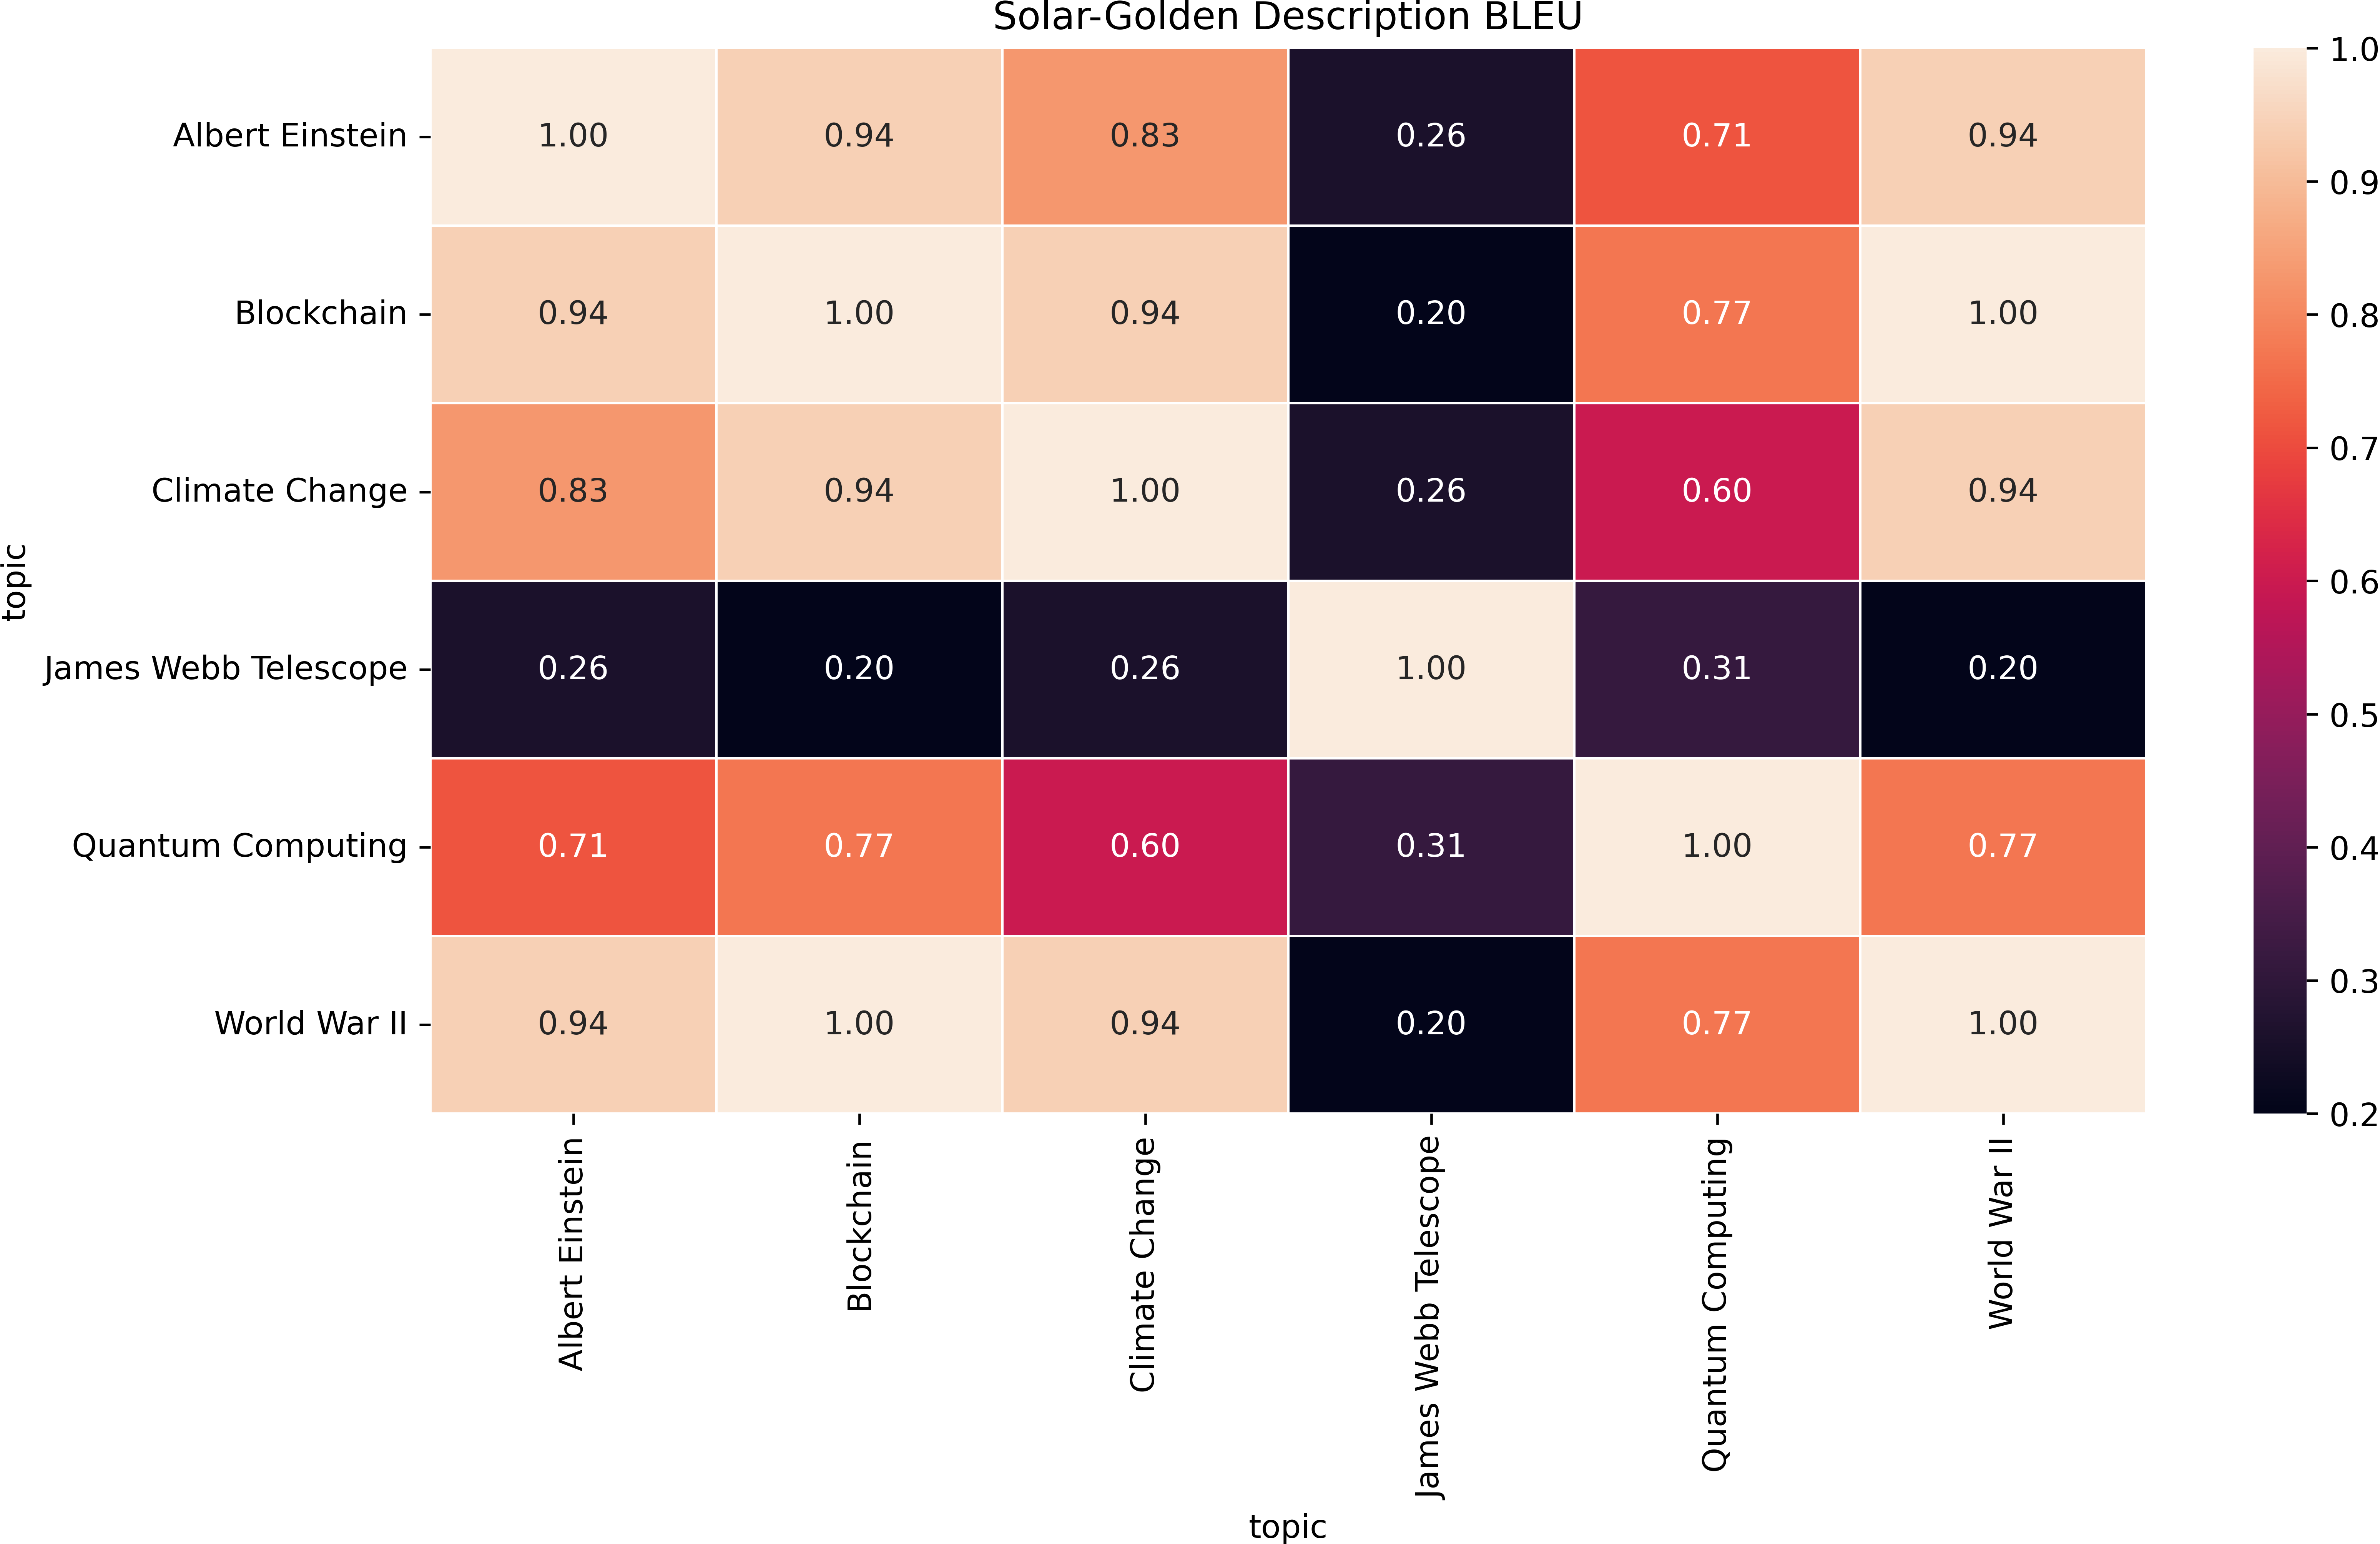 Solar-Golden Description BLEU
topic
Albert Einstein 1.00 0.94 0.83 0.26 0.71 0.94
Blockchain 0.94 1.00 0.94 0.20 0.77 1.00
Climate Change 0.83 0.94 1.00 0.26 0.60 0.94
James Webb Telescope 0.26 0.20 0.26 1.00 0.31 0.20
Quantum Computing 0.71 0.77 0.60 0.31 1.00 0.77
World War II 0.94 1.00 0.94 0.20 0.77 1.00
Albert Einstein
Blockchain
Climate Change
James Webb Telescope
Quantum Computing
World War II
topic
1.0
0.9
0.8
0.7
0.6
0.5
0.4
0.3
0.2